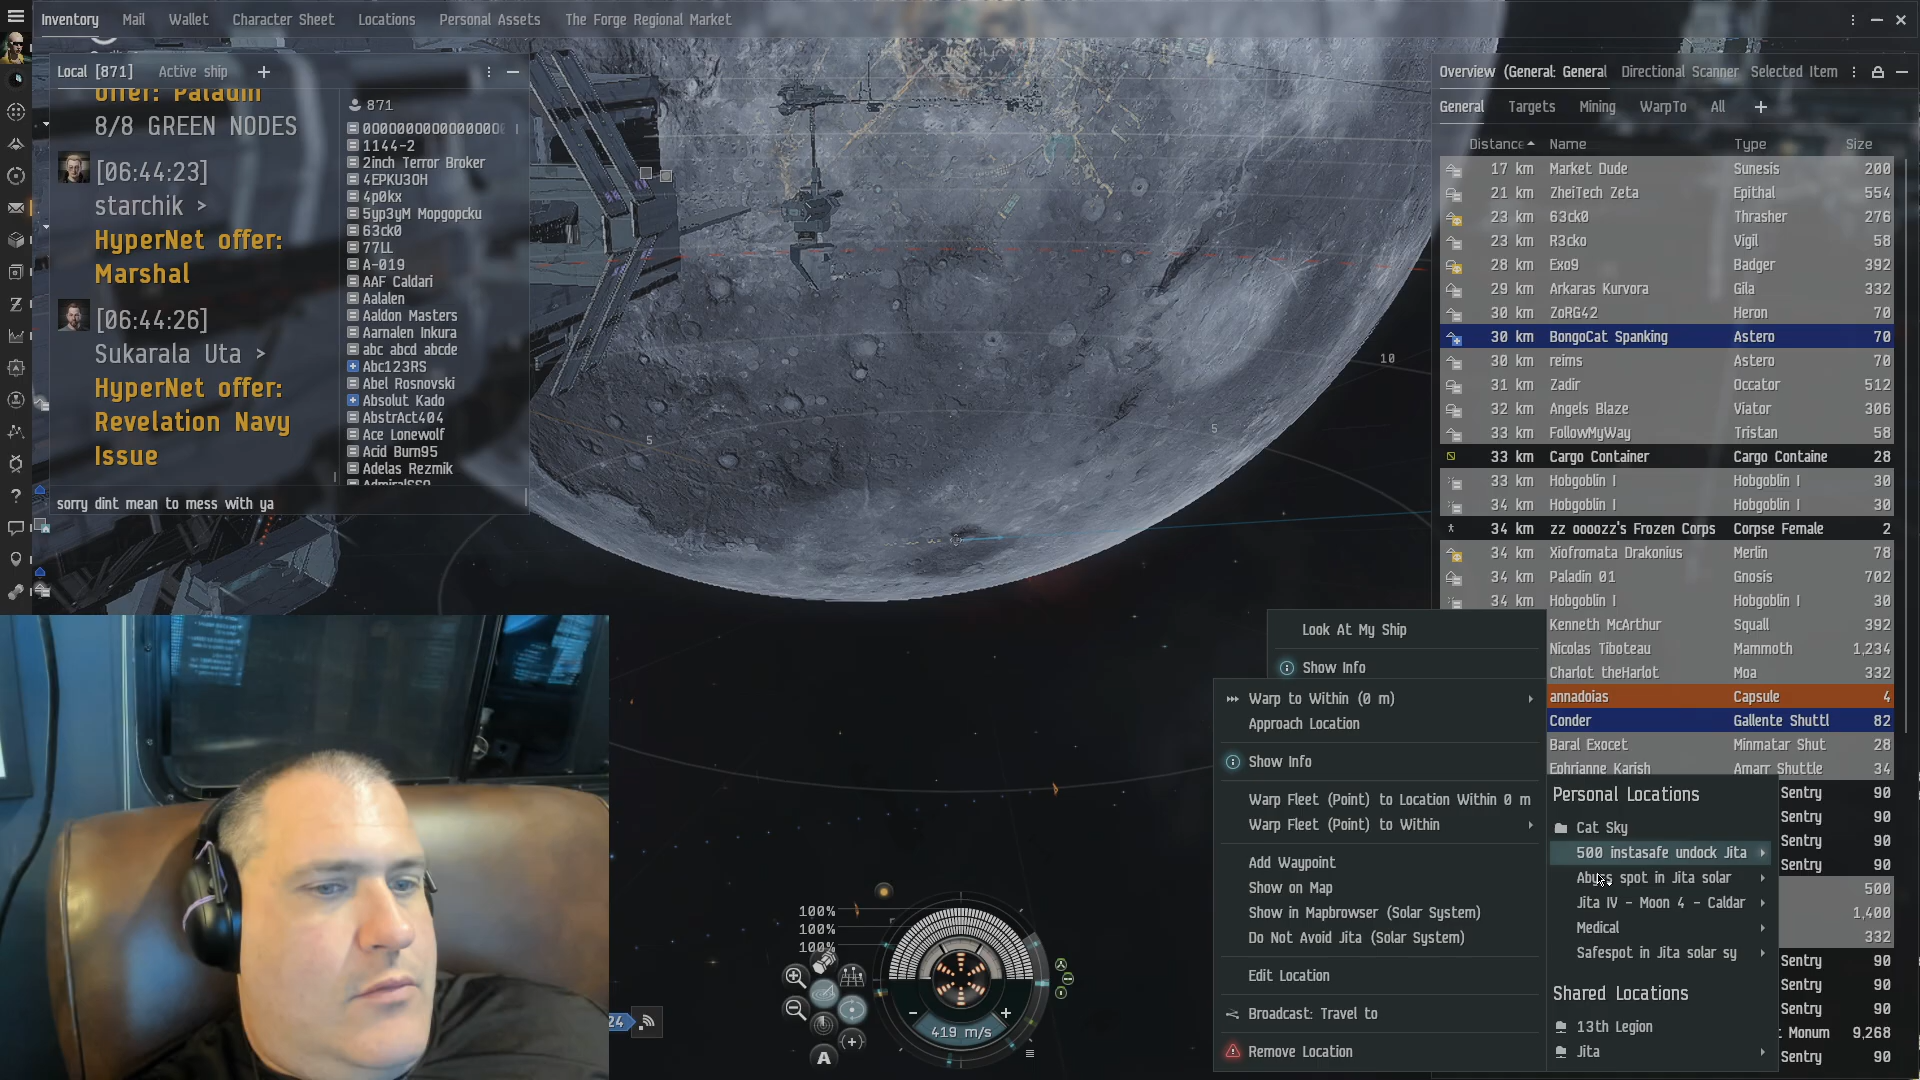 Inventory Mail Wallet Character Sheet Locations Personal Assets The Forge Regional Market
Local [871] Active ship +
offer: Paladin
8/8 GREEN NODES
[06:44:23]
starchik >
HyperNet offer:
Marshal
[06:44:26]
Sukarala Uta >
HyperNet offer:
Revelation Navy
Issue
sorry dint mean to mess with ya
871
1144-2
2inch Terror Broker
4EPKU3OH
4p0kx
5yp3yM Mopgopcku
63ck0
77LL
A-019
AAF Caldari
Aalalen
Aaldon Masters
Aarnalen Inkura
abc abcd abcde
Abc123RS
Abel Rosnovski
Absolut Kado
AbstrAct404
Ace Lonewolf
Acid Burn95
Adelas Rezmik
5
5
10
Overview (General: General Directional Scanner Selected Item
General Targets Mining WarpTo All +
Distance Name Type Size
17 km Market Dude Sunesis 200
21 km ZheiTech Zeta Epithal 554
23 km 63ck0 Thrasher 276
23 km R3cko Vigil 58
28 km Exo9 Badger 392
29 km Arkaras Kurvora Gila 332
30 km ZoRG42 Heron 70
30 km BongoCat Spanking Astero 70
30 km reims Astero 70
31 km Zadir Occator 512
32 km Angels Blaze Viator 306
33 km FollowMyWay Tristan 58
33 km Cargo Container Cargo Containe 28
33 km Hobgoblin I Hobgoblin I 30
34 km Hobgoblin I Hobgoblin I 30
34 km zz oooozz's Frozen Corps Corpse Female 2
34 km Xiofromata Drakonius Merlin 78
34 km Paladin 01 Gnosis 702
34 km Hobgoblin I Hobgoblin I 30
Kenneth McArthur Squall 392
Nicolas Tiboteau Mammoth 1,234
Charlot theHarlot Moa 332
annadoias Capsule 4
Conder Gallente Shuttl 82
Baral Exocet Minmatar Shut 28
Ephrianne Karish Amarr Shuttle 34
Sentry 90
Sentry 90
Sentry 90
Sentry 90
500
1,400
332
Sentry 90
Sentry 90
Sentry 90
t Monum 9,268
Sentry 90
Look At My Ship
Show Info
Warp to Within (0 m)
Approach Location
Show Info
Warp Fleet (Point) to Location Within 0 m
Warp Fleet (Point) to Within
Add Waypoint
Show on Map
Show in Mapbrowser (Solar System)
Do Not Avoid Jita (Solar System)
Edit Location
Broadcast: Travel to
Remove Location
Personal Locations
Cat Sky
500 instasafe undock Jita
Abyss spot in Jita solar
Jita IV - Moon 4 - Caldar
Medical
Safespot in Jita solar sy
Shared Locations
13th Legion
Jita
100%
100%
100%
419 m/s
A
24